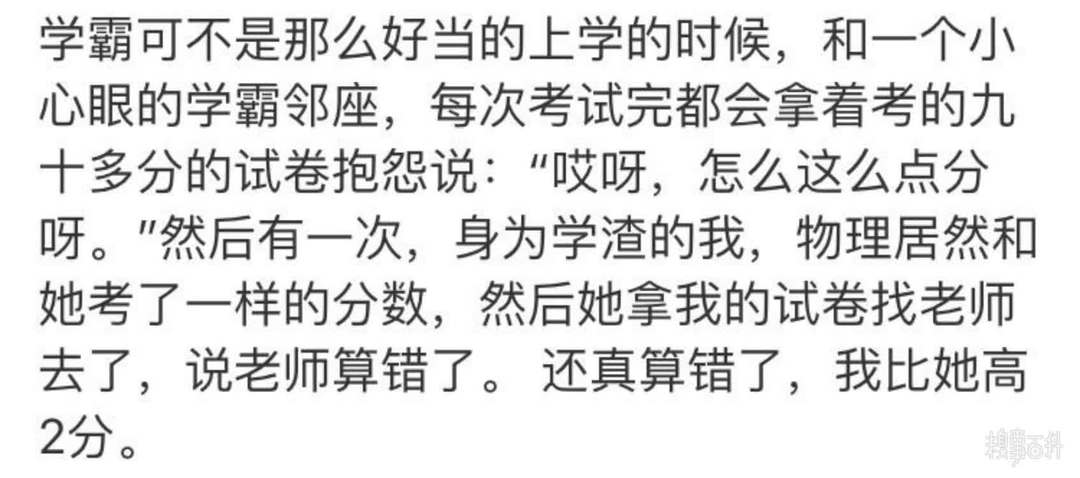 学霸可不是那么好当的上学的时候，和一个小
心眼的学霸邻座，每次考试完都会拿着考的九
十多分的试卷抱怨说：“哎呀，怎么这么点分
呀。”然后有一次，身为学渣的我，物理居然和
她考了一样的分数，然后她拿我的试卷找老师
去了，说老师算错了。 还真算错了，我比她高
2分。